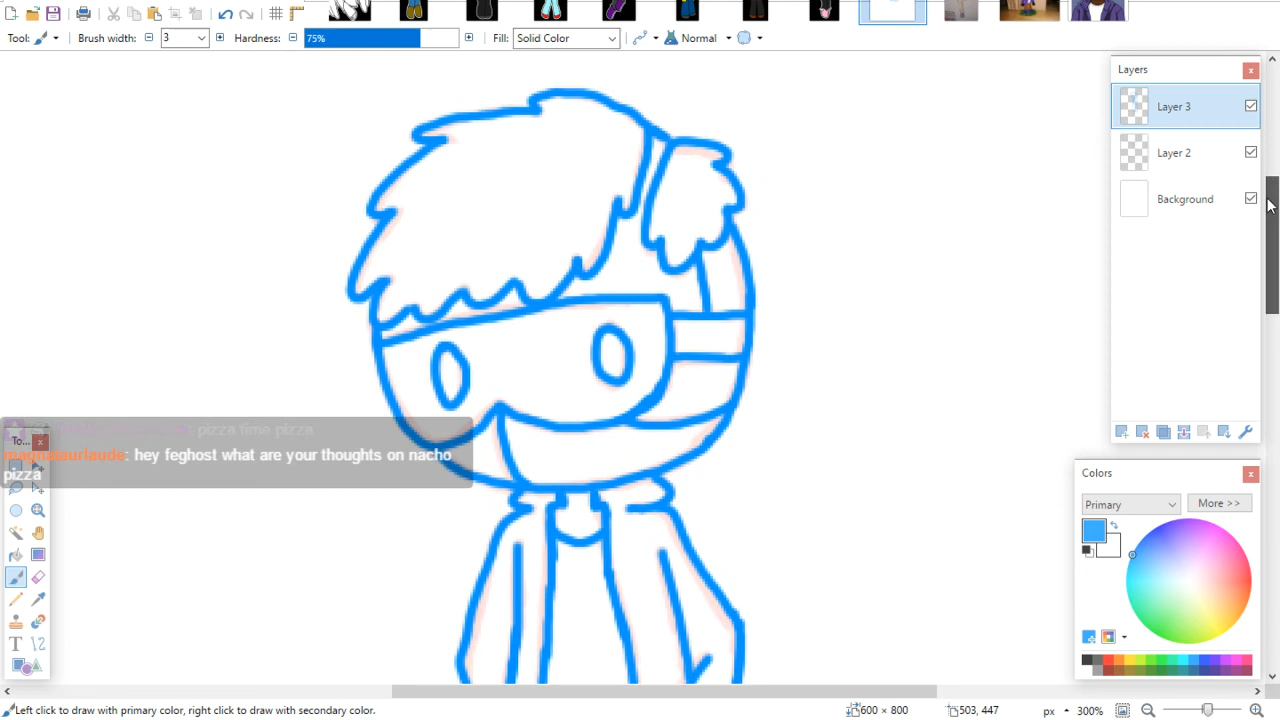 Tool: Brush width: 3 Hardness: 75% Fill: Solid Color Normal
Layers
Layer 3
Layer 2
Background
pizza time pizza
To...
magnataurlaude: hey feghost what are your thoughts on nacho
pizza
Colors
Primary More >>
Left click to draw with primary color, right click to draw with secondary color. 600 × 800 503, 447 px 300%